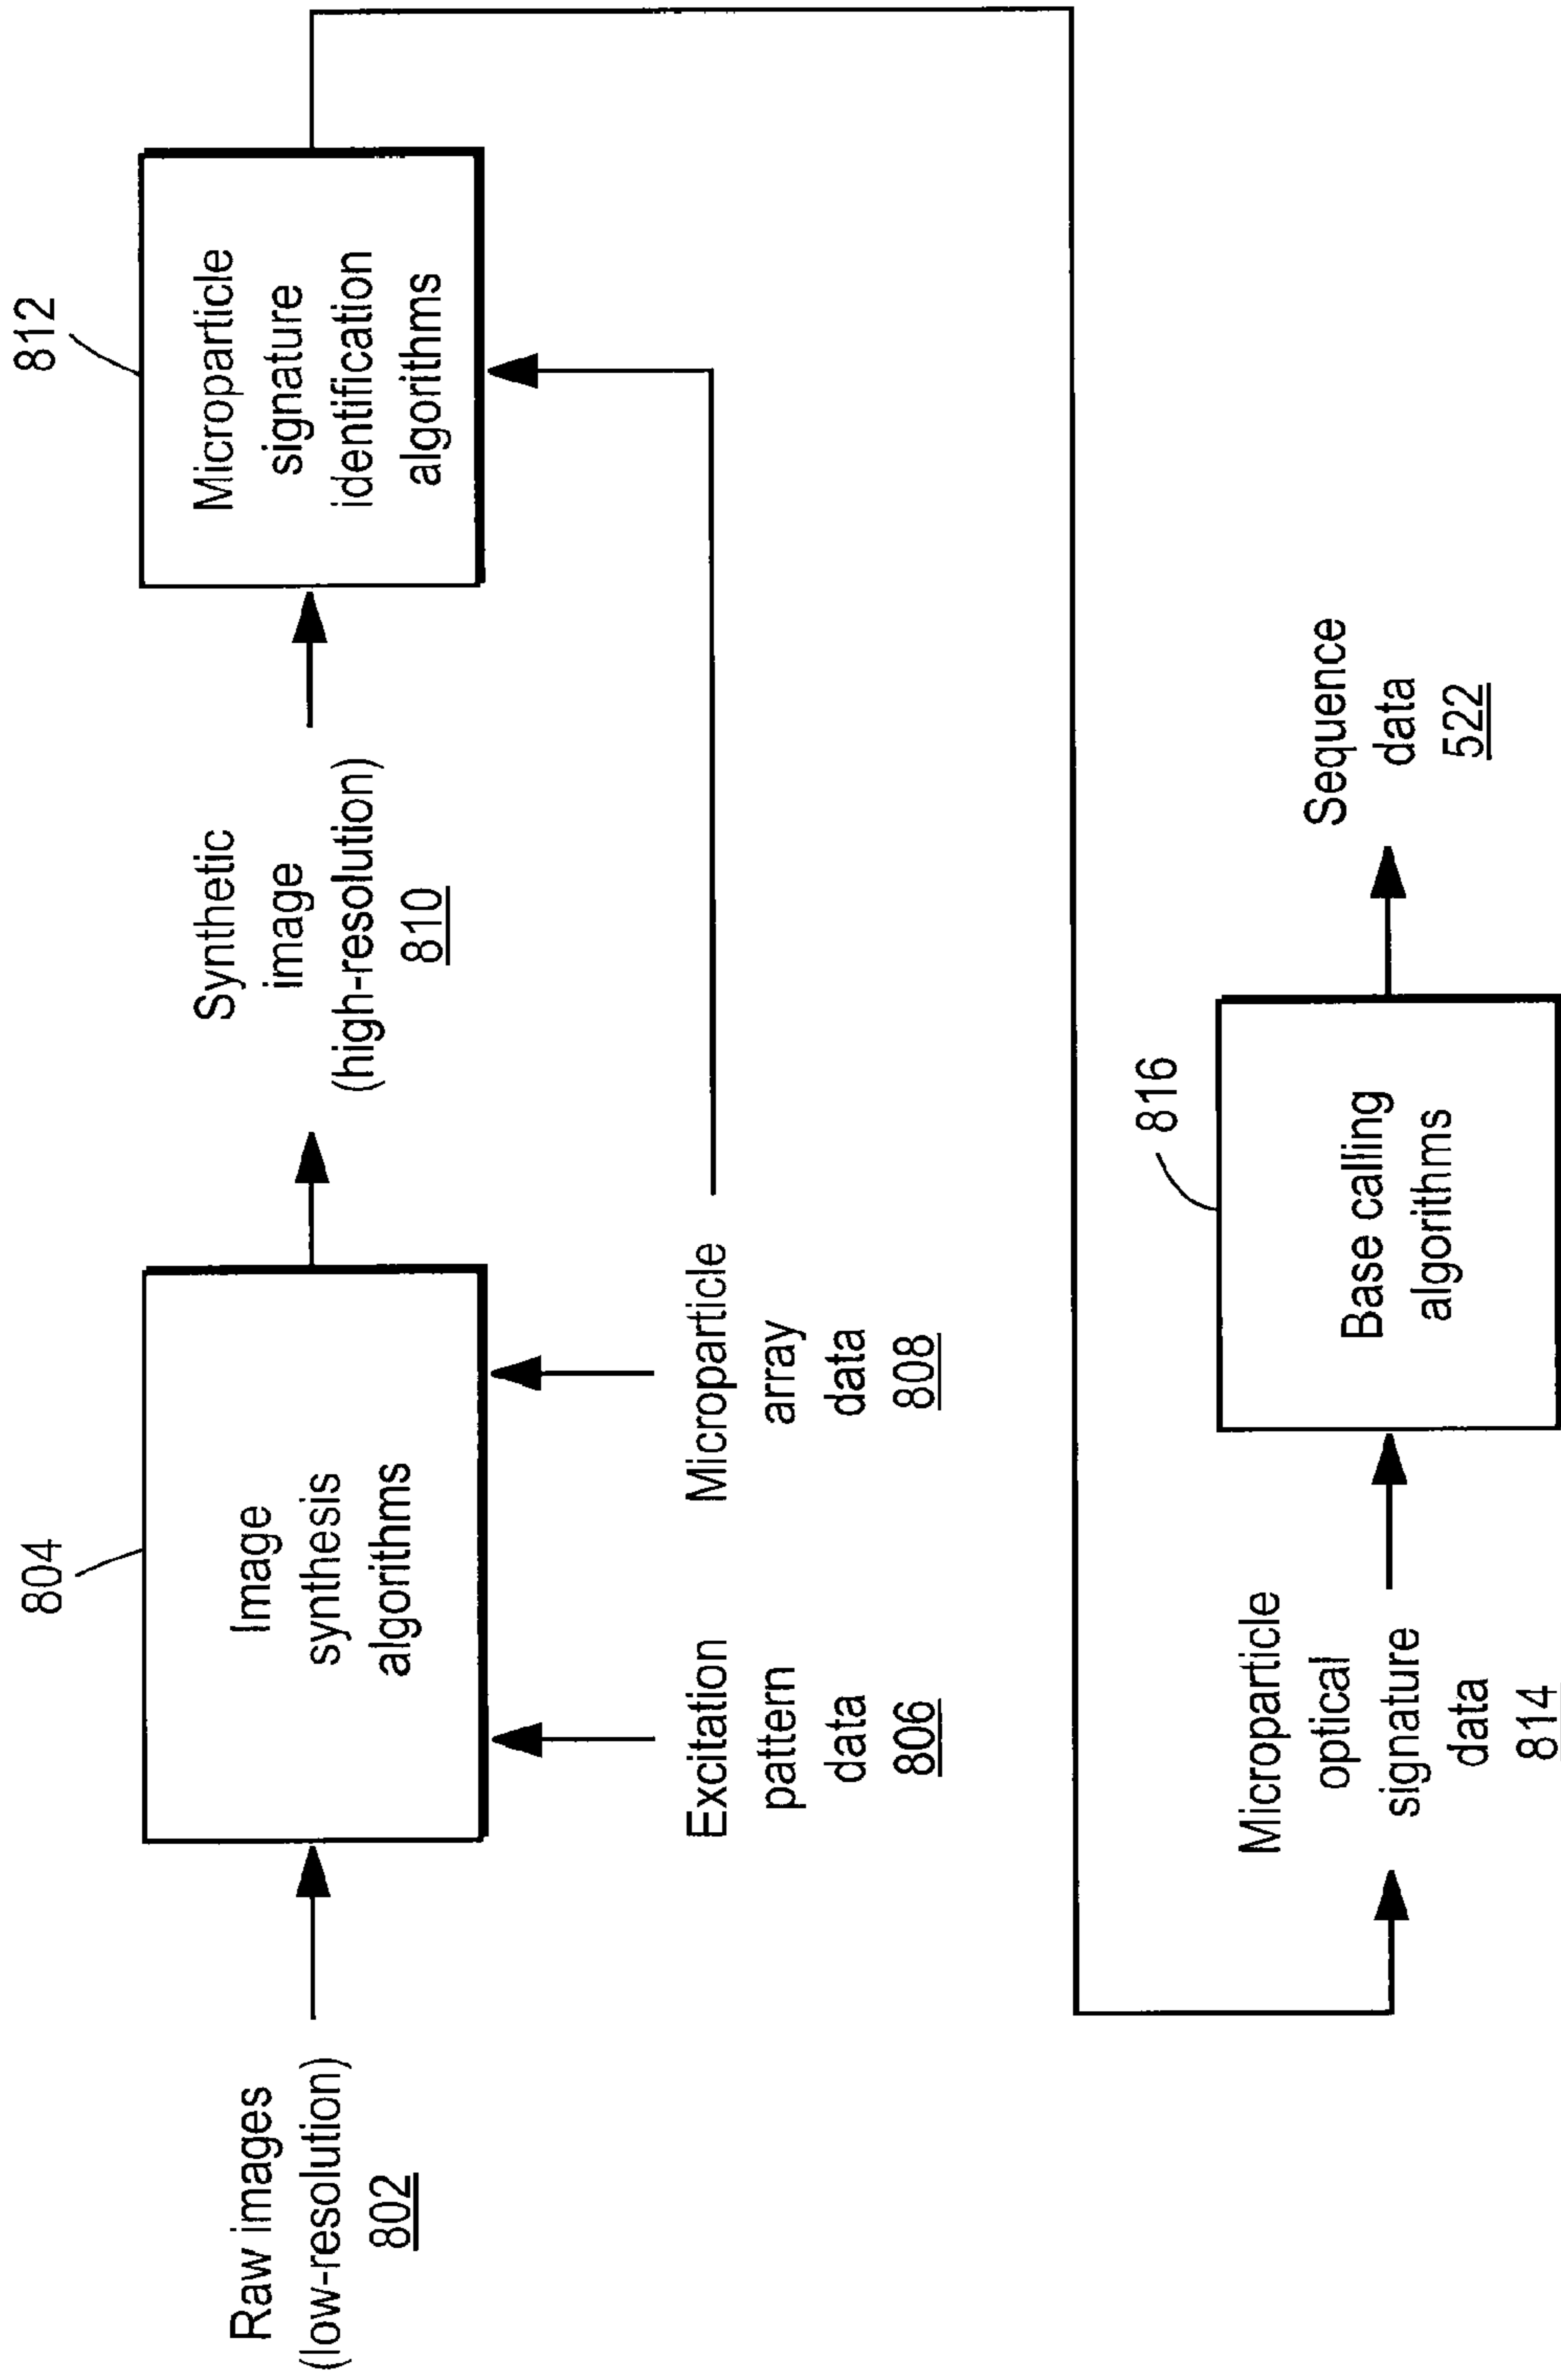 804
812
Raw images
(low-resolution)
802
Image
synthesis
algorithms
Synthetic
image
(high-resolution)
810
Microparticle
signature
identification
algorithms
Excitation
pattern
data
806
Microparticle
array
data
808
816
Microparticle
optical
signature
data
814
Base calling
algorithms
Sequence
data
522